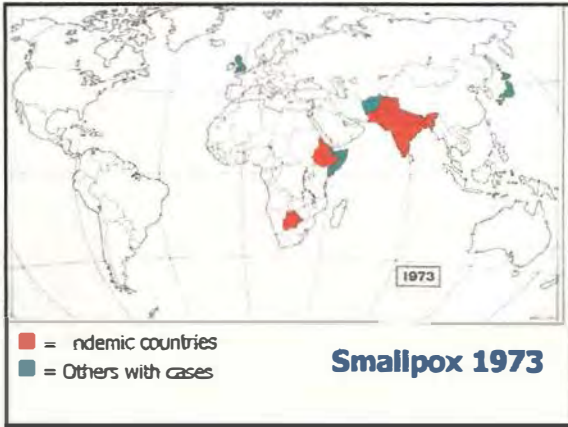 1973
= ndemic countries
= Others with cases
Smallpox 1973